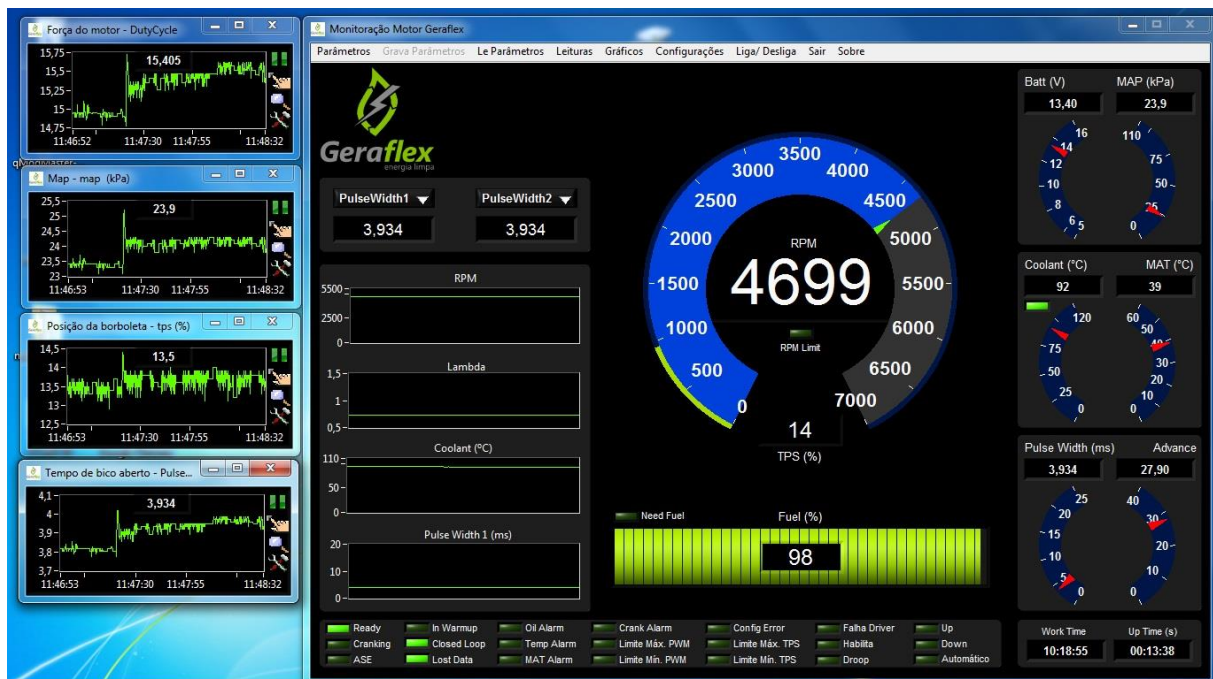 Força do motor - DutyCycle
15,75
15,5
15,25
15
14,75
15,405
11:46:52 11:47:30 11:47:55 11:48:32
Map - map (kPa)
25,5
25
24,5
24
23,5
23
23,9
11:46:53 11:47:30 11:47:55 11:48:32
Posição da borboleta - tps (%)
14,5
14
13,5
13
12,5
13,5
11:46:53 11:47:30 11:47:55 11:48:32
Tempo de bico aberto - Pulse...
4,1
4
3,9
3,8
3,7
3,934
11:46:53 11:47:30 11:47:55 11:48:32
Monitoração Motor Geraflex
Parâmetros Grava Parâmetros Le Parâmetros Leituras Gráficos Configurações Liga/ Desliga Sair Sobre
Geraflex
energia limpa
PulseWidth1 PulseWidth2
3,934 3,934
RPM
5500
2500
0
Lambda
1,5
1
0,5
Coolant (ºC)
110
50
0
Pulse Width 1 (ms)
20
10
0
0
500
1000
1500
2000
2500
3000
3500
4000
4500
5000
5500
6000
6500
7000
RPM
4699
RPM Limit
14
TPS (%)
Need Fuel Fuel (%)
98
Batt (V) MAP (kPa)
13,40 23,9
16 110
14
12 75
10 50
8 25
6 5 0
Coolant (°C) MAT (°C)
92 39
120 60
50
75 40
50 30
20
25 10
0 0
Pulse Width (ms) Advance
3,934 27,90
25 40
20 30
15
10 20
5 10
0 0
Ready In Warmup Oil Alarm Crank Alarm Config Error Falha Driver Up
Cranking Closed Loop Temp Alarm Limite Máx. PWM Limite Máx. TPS Habilita Down
ASE Lost Data MAT Alarm Limite Mín. PWM Limite Mín. TPS Droop Automático
Work Time Up Time (s)
10:18:55 00:13:38